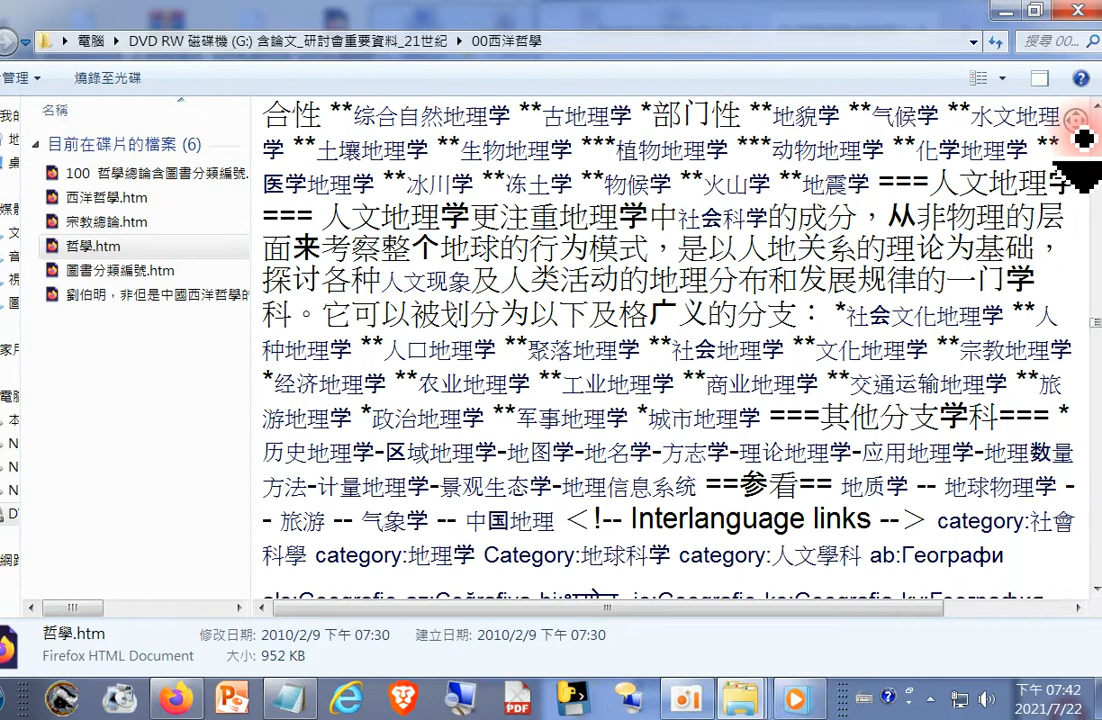 電腦 ▸ DVD RW 磁碟機 (G:) 含論文_研討會重要資料_21世紀 ▸ 00西洋哲學
搜尋 00...
管理 燒錄至光碟
名稱
目前在碟片的檔案 (6)
100 哲學總論含圖書分類編號.
西洋哲學.htm
宗教總論.htm
哲學.htm
圖書分類編號.htm
劉伯明，非但是中國西洋哲學的
合性 **综合自然地理学 **古地理学 *部门性 **地貌学 **气候学 **水文地理
学 **土壤地理学 **生物地理学 ***植物地理学 ***动物地理学 **化学地理学 **
医学地理学 **冰川学 **冻土学 **物候学 **火山学 **地震学 ===人文地理学
=== 人文地理学更注重地理学中社会科学的成分，从非物理的层
面来考察整个地球的行为模式，是以人地关系的理论为基础，
探讨各种人文现象及人类活动的地理分布和发展规律的一门学
科。它可以被划分为以下及格广义的分支： *社会文化地理学 **人
种地理学 **人口地理学 **聚落地理学 **社会地理学 **文化地理学 **宗教地理学
*经济地理学 **农业地理学 **工业地理学 **商业地理学 **交通运输地理学 **旅
游地理学 *政治地理学 **军事地理学 *城市地理学 ===其他分支学科=== *
历史地理学-区域地理学-地图学-地名学-方志学-理论地理学-应用地理学-地理数量
方法-计量地理学-景观生态学-地理信息系统 ==参看== 地质学 -- 地球物理学 -
- 旅游 -- 气象学 -- 中国地理 <!-- Interlanguage links --> category:社會
科學 category:地理学 Category:地球科学 category:人文學科 ab:Географи
哲學.htm 修改日期: 2010/2/9 下午 07:30 建立日期: 2010/2/9 下午 07:30
Firefox HTML Document 大小: 952 KB
PDF
下午 07:42
2021/7/22